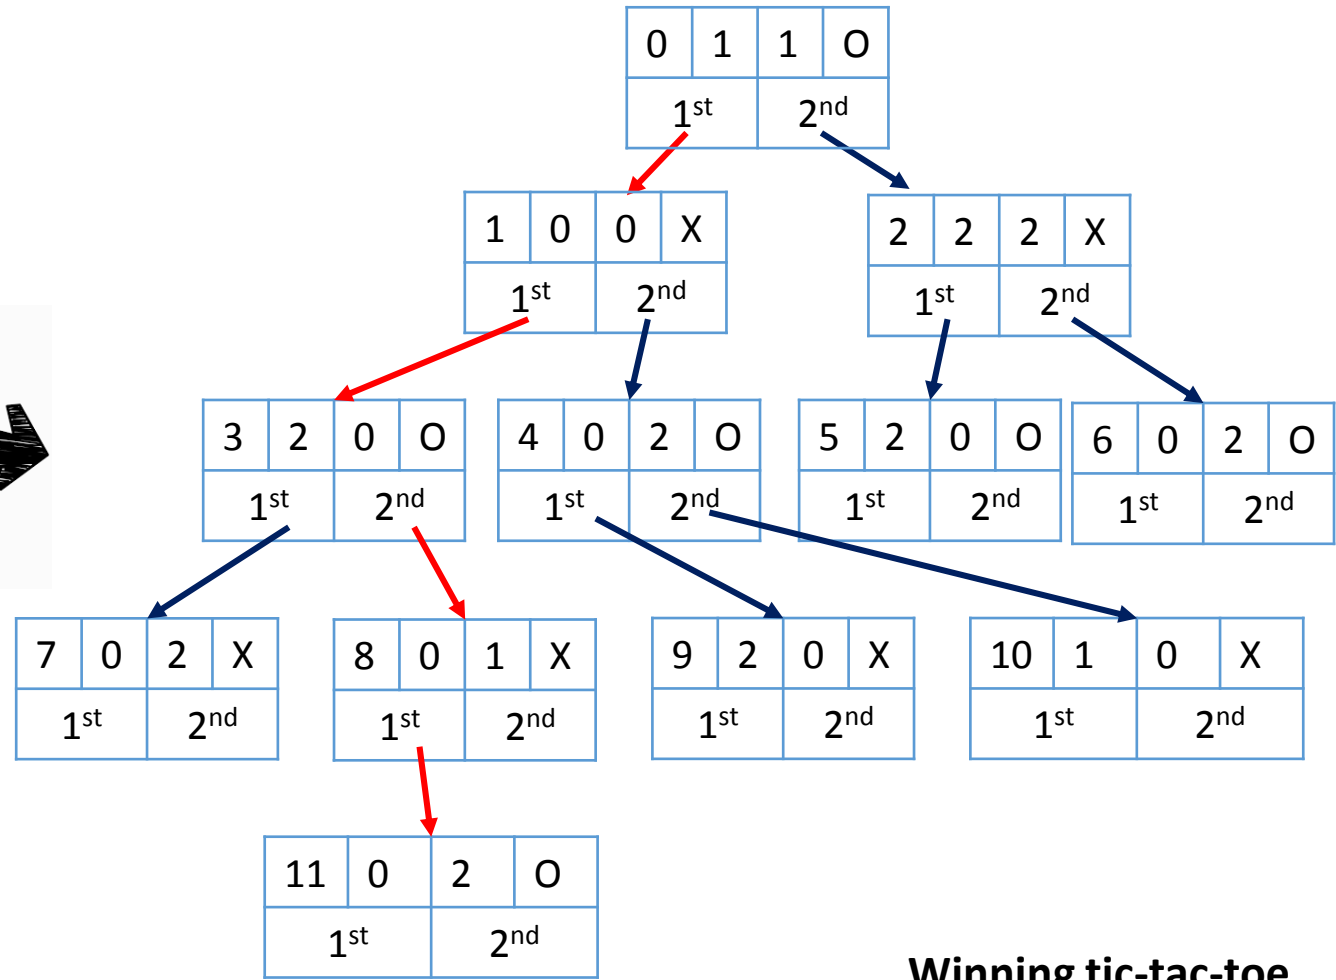 0 1 1 O
1st 2nd
1 0 0 X
1st 2nd
2 2 2 X
1st 2nd
3 2 0 O
1st 2nd
4 0 2 O
1st 2nd
5 2 0 O
1st 2nd
6 0 2 O
1st 2nd
7 0 2 X
1st 2nd
8 0 1 X
1st 2nd
9 2 0 X
1st 2nd
10 1 0 X
1st 2nd
11 0 2 O
1st 2nd
Winning tic-tac-toe